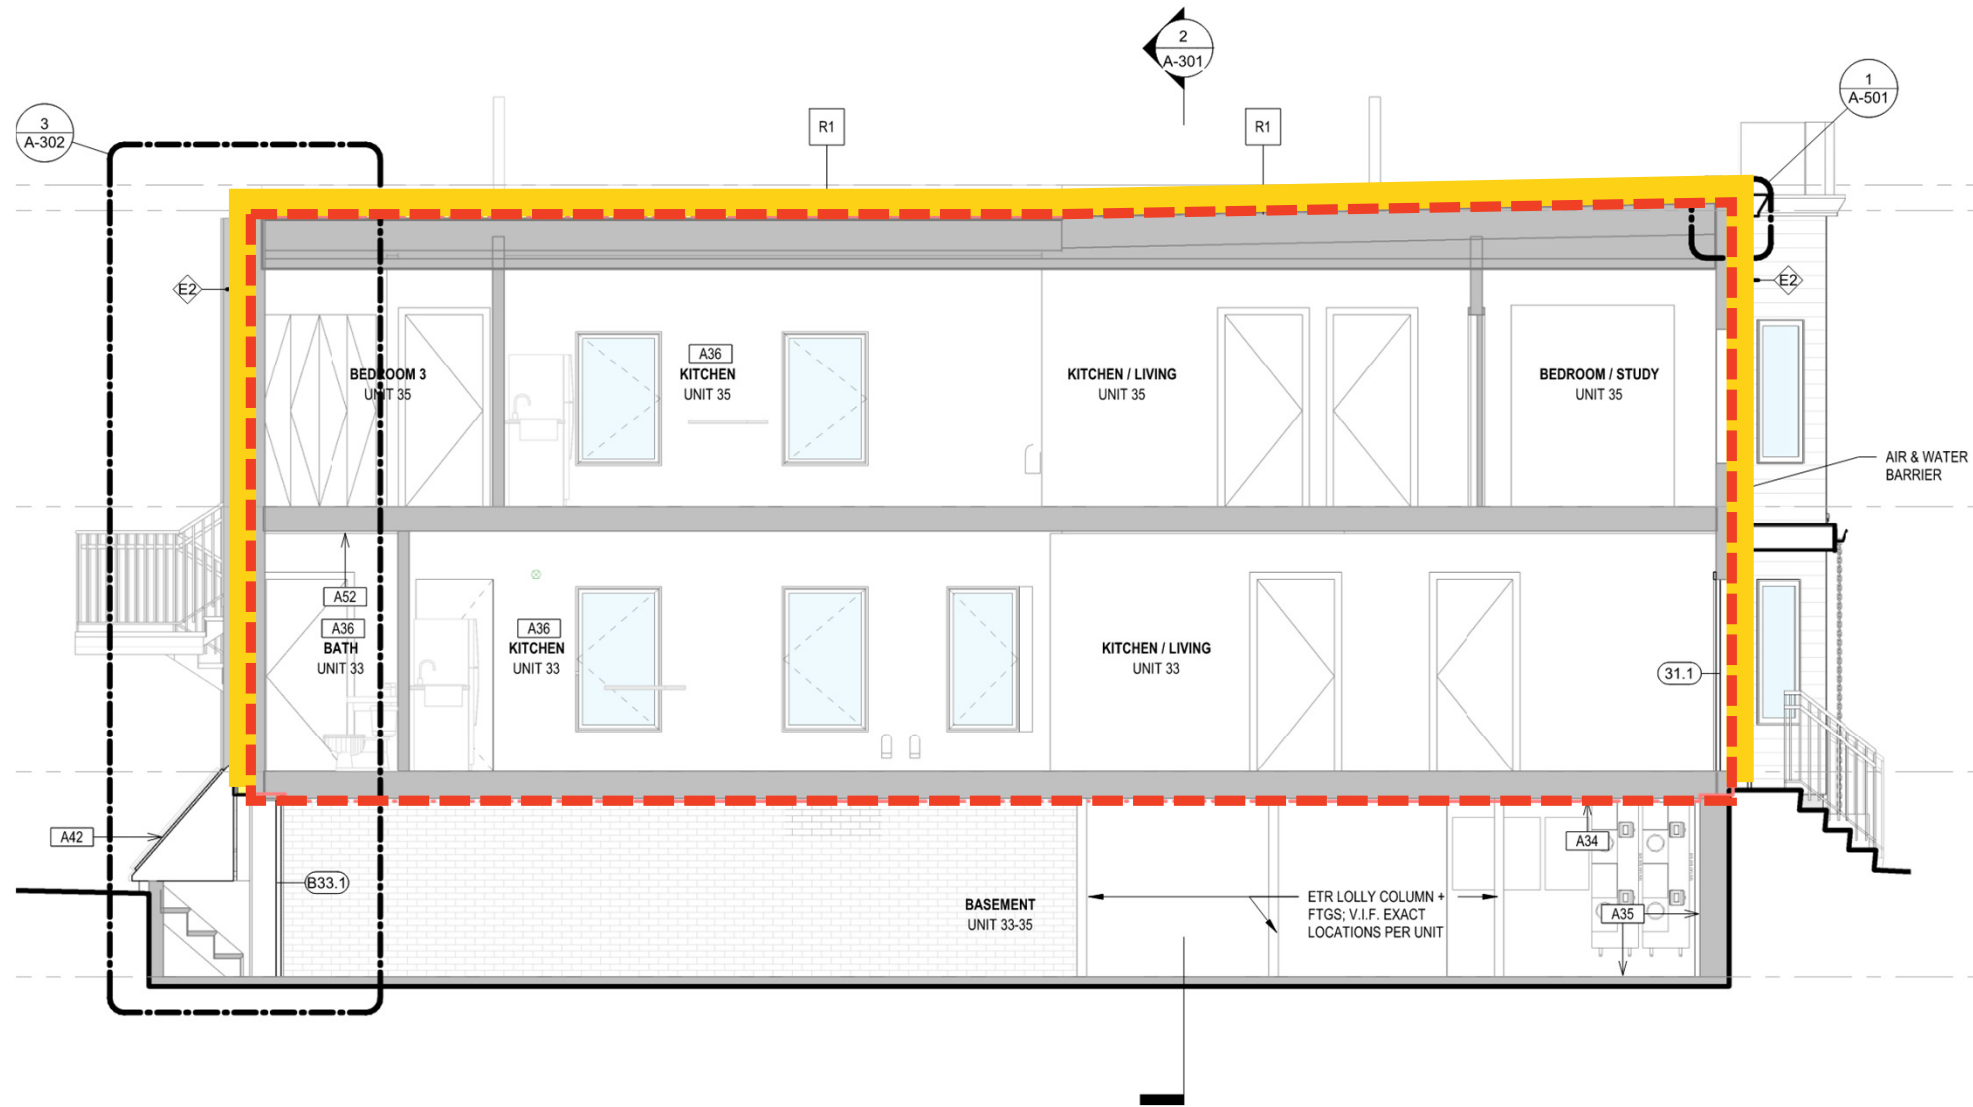 2
A-301
1
A-501
3
A-302
R1
R1
E2
E2
A36
BEDROOM 3
UNIT 35
KITCHEN
UNIT 35
KITCHEN / LIVING
UNIT 35
BEDROOM / STUDY
UNIT 35
AIR & WATER
BARRIER
A52
A36
BATH
UNIT 33
A36
KITCHEN
UNIT 33
KITCHEN / LIVING
UNIT 33
31.1
A42
A34
B33.1
BASEMENT
UNIT 33-35
ETR LOLLY COLUMN +
FTGS; V.I.F. EXACT
LOCATIONS PER UNIT
A35